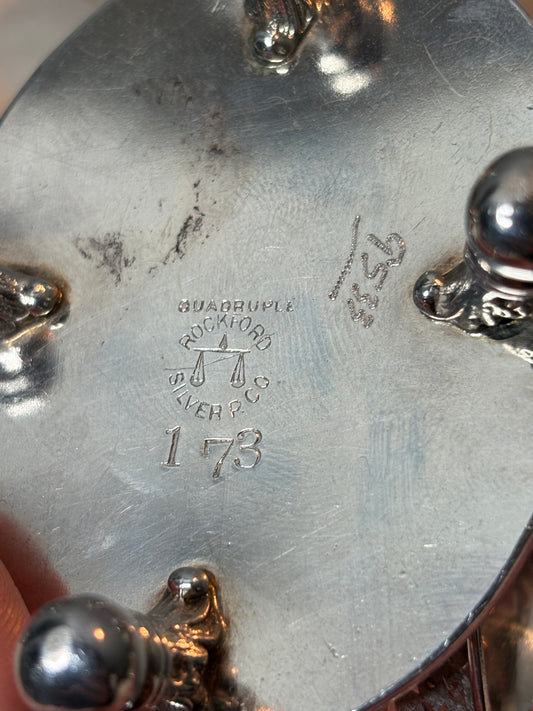 QUADRUPLE
ROCKFORD
SILVER P. CO
173